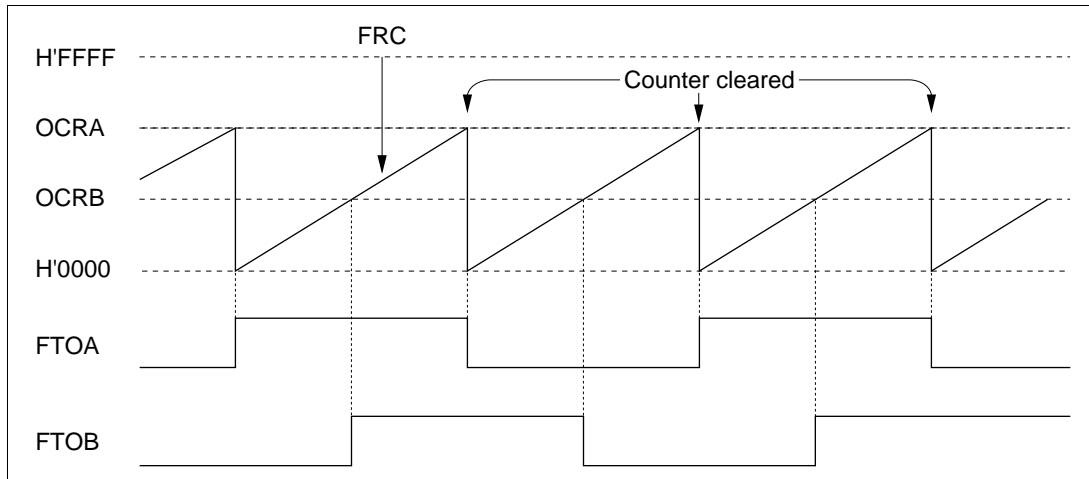 FRC
H'FFFF
Counter cleared
OCRA
OCRB
H'0000
FTOA
FTOB